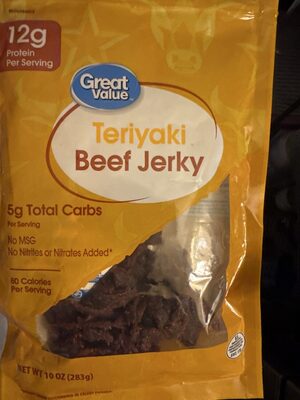 12g
Protein
Per Serving
Great
Value
Teriyaki
Beef Jerky
5g Total Carbs
Per Serving
No MSG
No Nitrites or Nitrates Added*
80 Calories
Per Serving
NET WT 10 OZ (283g)